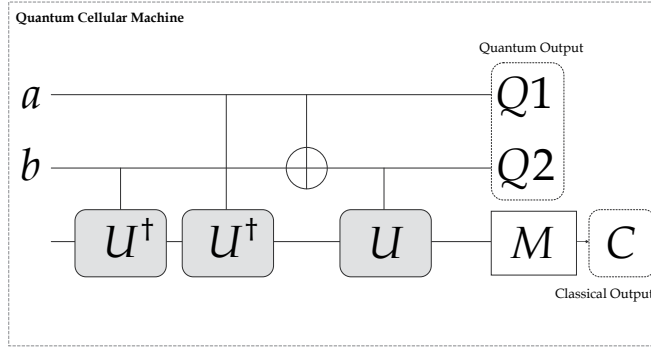 Quantum Cellular Machine
Quantum Output
a
Q1
b
Q2
U†
U†
U
M
C
Classical Output